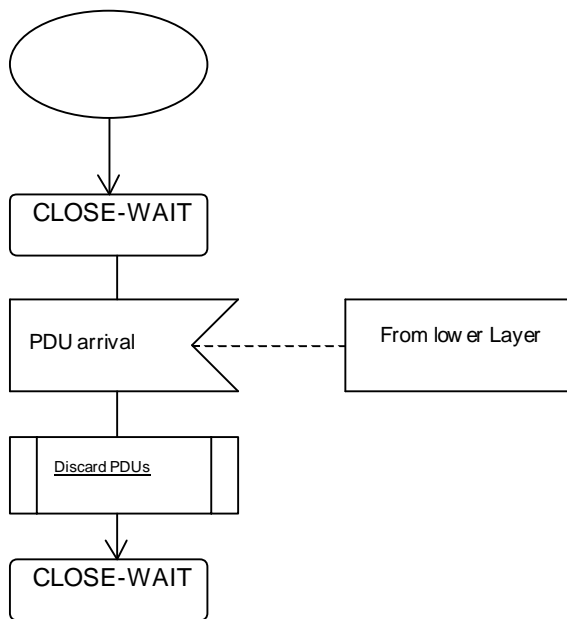 CLOSE-WAIT
PDU arrival
From lower Layer
Discard PDUs
CLOSE-WAIT